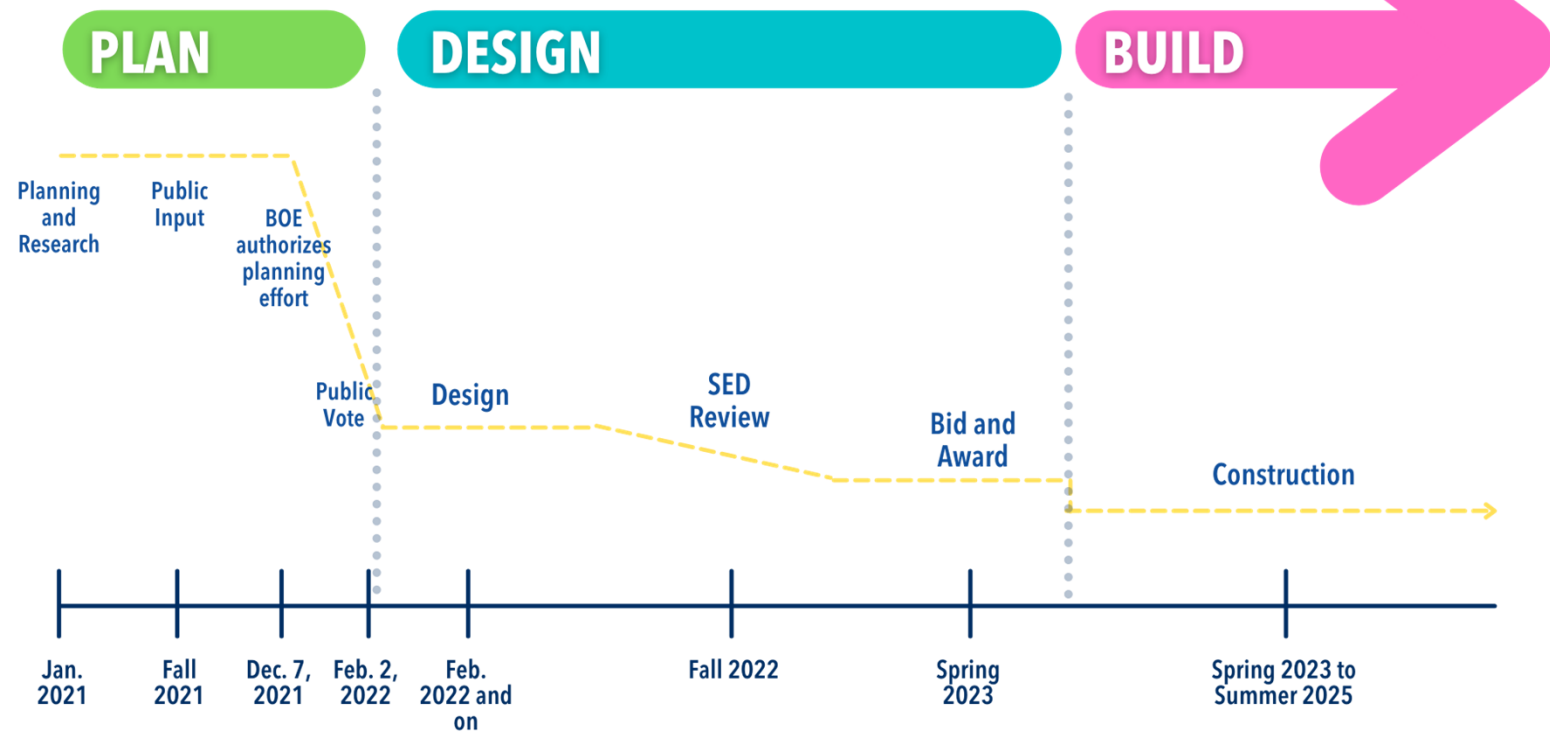 PLAN
DESIGN
BUILD
Planning
and
Research
Public
Input
BOE
authorizes
planning
effort
Public
Vote
Design
SED
Review
Bid and
Award
Construction
Jan.
2021
Fall
2021
Dec. 7,
2021
Feb. 2,
2022
Feb.
2022 and
on
Fall 2022
Spring
2023
Spring 2023 to
Summer 2025